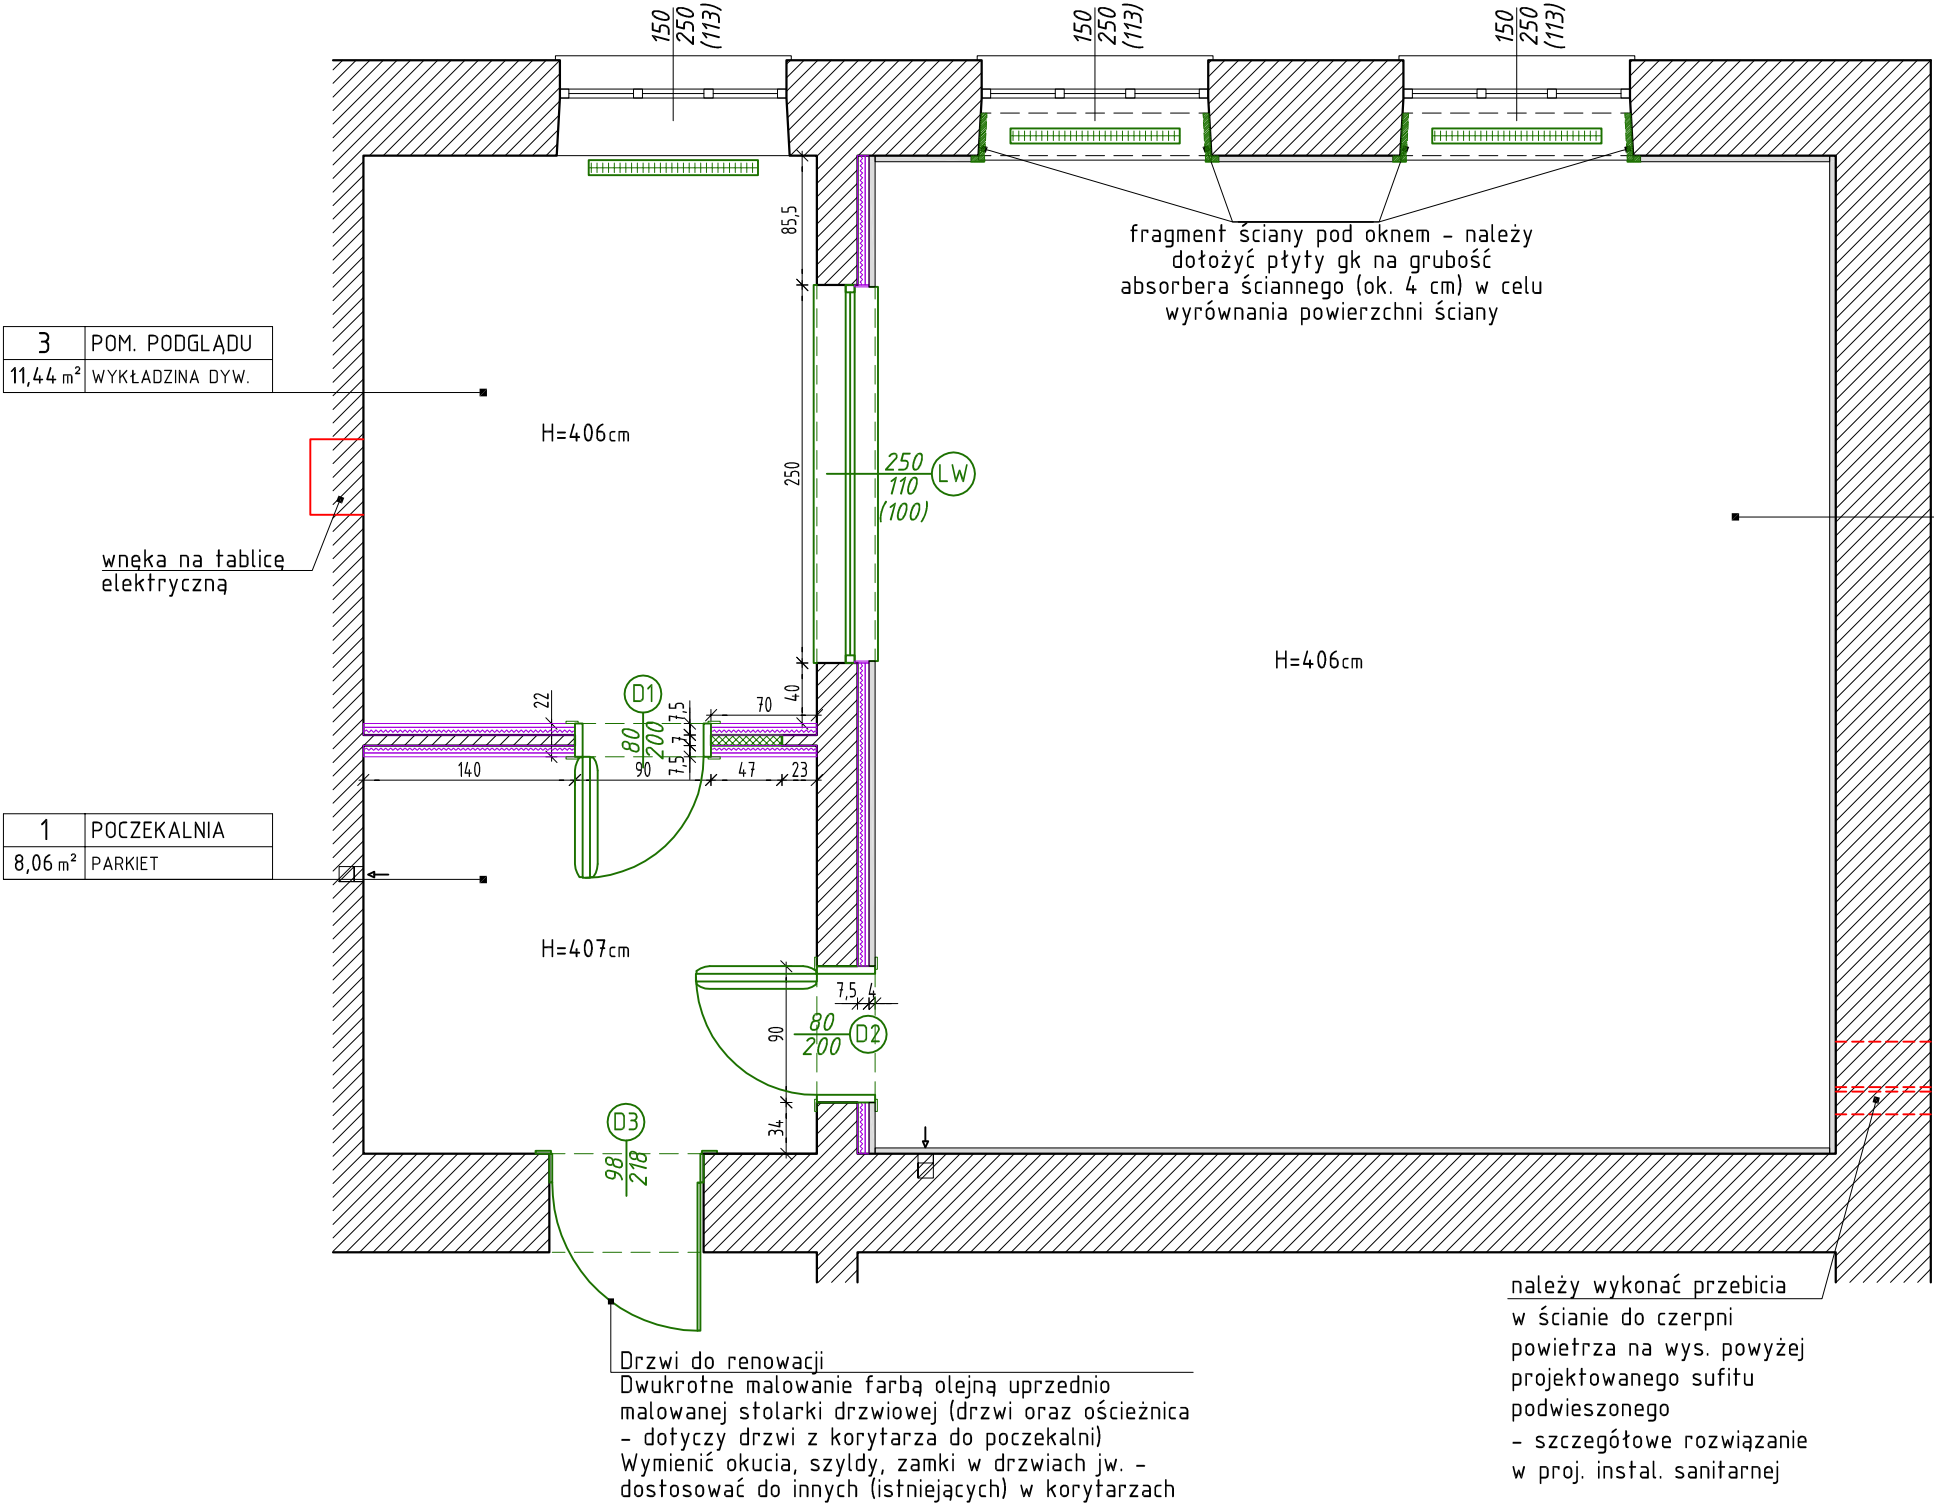 150
250
(113)
150
250
(113)
150
250
(113)
85,5
fragment ściany pod oknem - należy
dołożyć płyty gk na grubość
absorbera ściannego (ok. 4 cm) w celu
wyrównania powierzchni ściany
3 POM. PODGLĄDU
11,44 m² WYKŁADZINA DYW.
H=406cm
250
250
110
(100)
LW
wnęka na tablicę
elektryczną
H=406cm
22
D1
80
200
7,5
7
7,5
70
40
140
90
47
23
1 POCZEKALNIA
8,06 m² PARKIET
H=407cm
7,5
4
90
80
200
D2
34
D3
98
218
należy wykonać przebicia
w ścianie do czerpni
powietrza na wys. powyżej
projektowanego sufitu
podwieszonego
- szczegółowe rozwiązanie
w proj. instal. sanitarnej
Drzwi do renowacji
Dwukrotne malowanie farbą olejną uprzednio
malowanej stolarki drzwiowej (drzwi oraz ościeżnica
- dotyczy drzwi z korytarza do poczekalni)
Wymienić okucia, szyldy, zamki w drzwiach jw. -
dostosować do innych (istniejących) w korytarzach